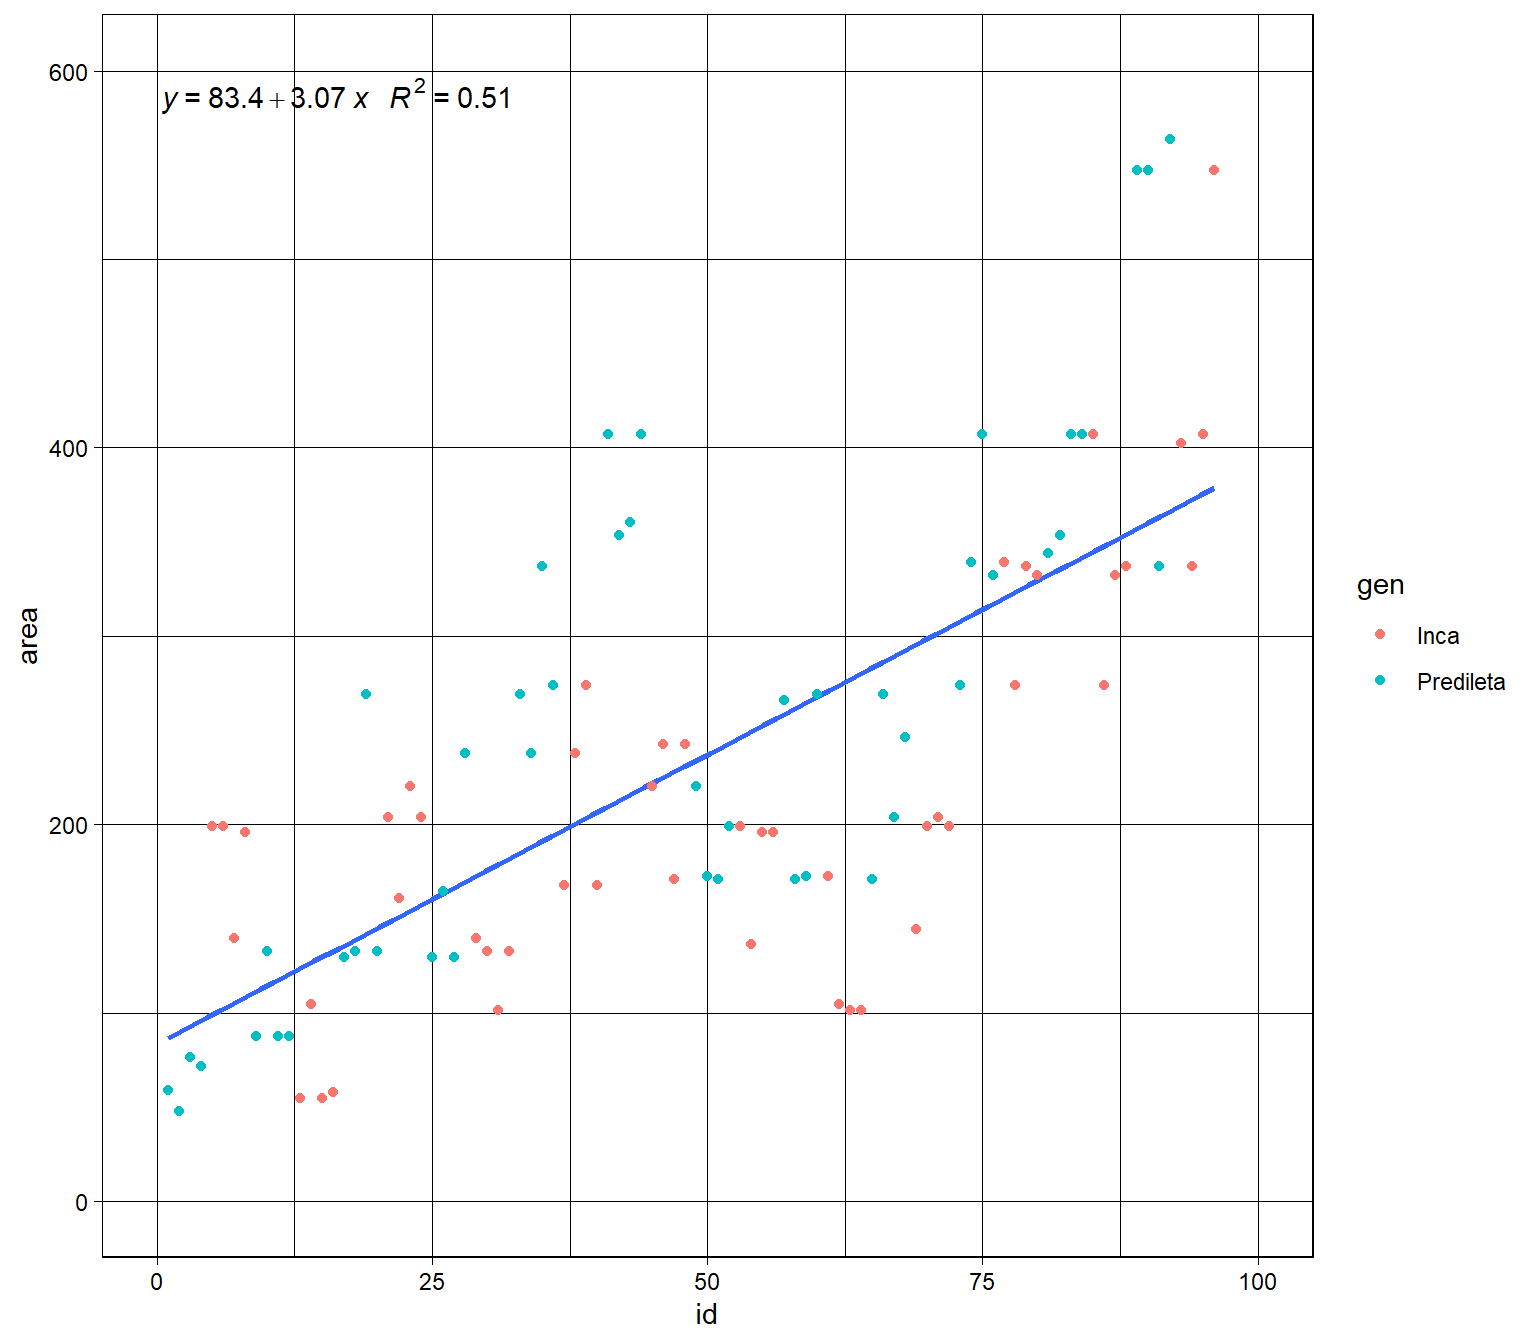 600
y = 83.4 + 3.07 x R² = 0.51
400
200
0
area
0 25 50 75 100
id
gen
Inca
Predileta